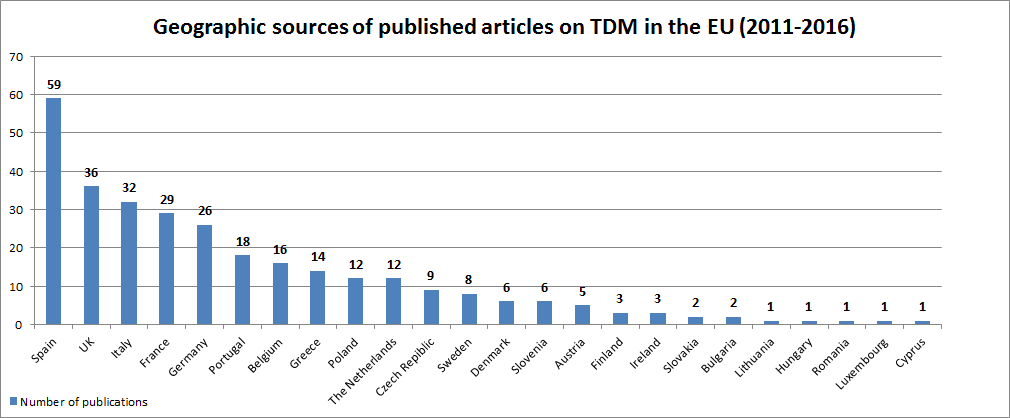 Geographic sources of published articles on TDM in the EU (2011-2016)
70
60
50
40
30
20
10
0
59
36
32
29
26
18
16
14
12
12
9
8
6
6
5
3
3
2
2
1
1
1
1
1
Spain
UK
Italy
France
Germany
Portugal
Belgium
Greece
Poland
The Netherlands
Czech Repiblic
Sweden
Denmark
Slovenia
Austria
Finland
Ireland
Slovakia
Bulgaria
Lithuania
Hungary
Romania
Luxembourg
Cyprus
Number of publications